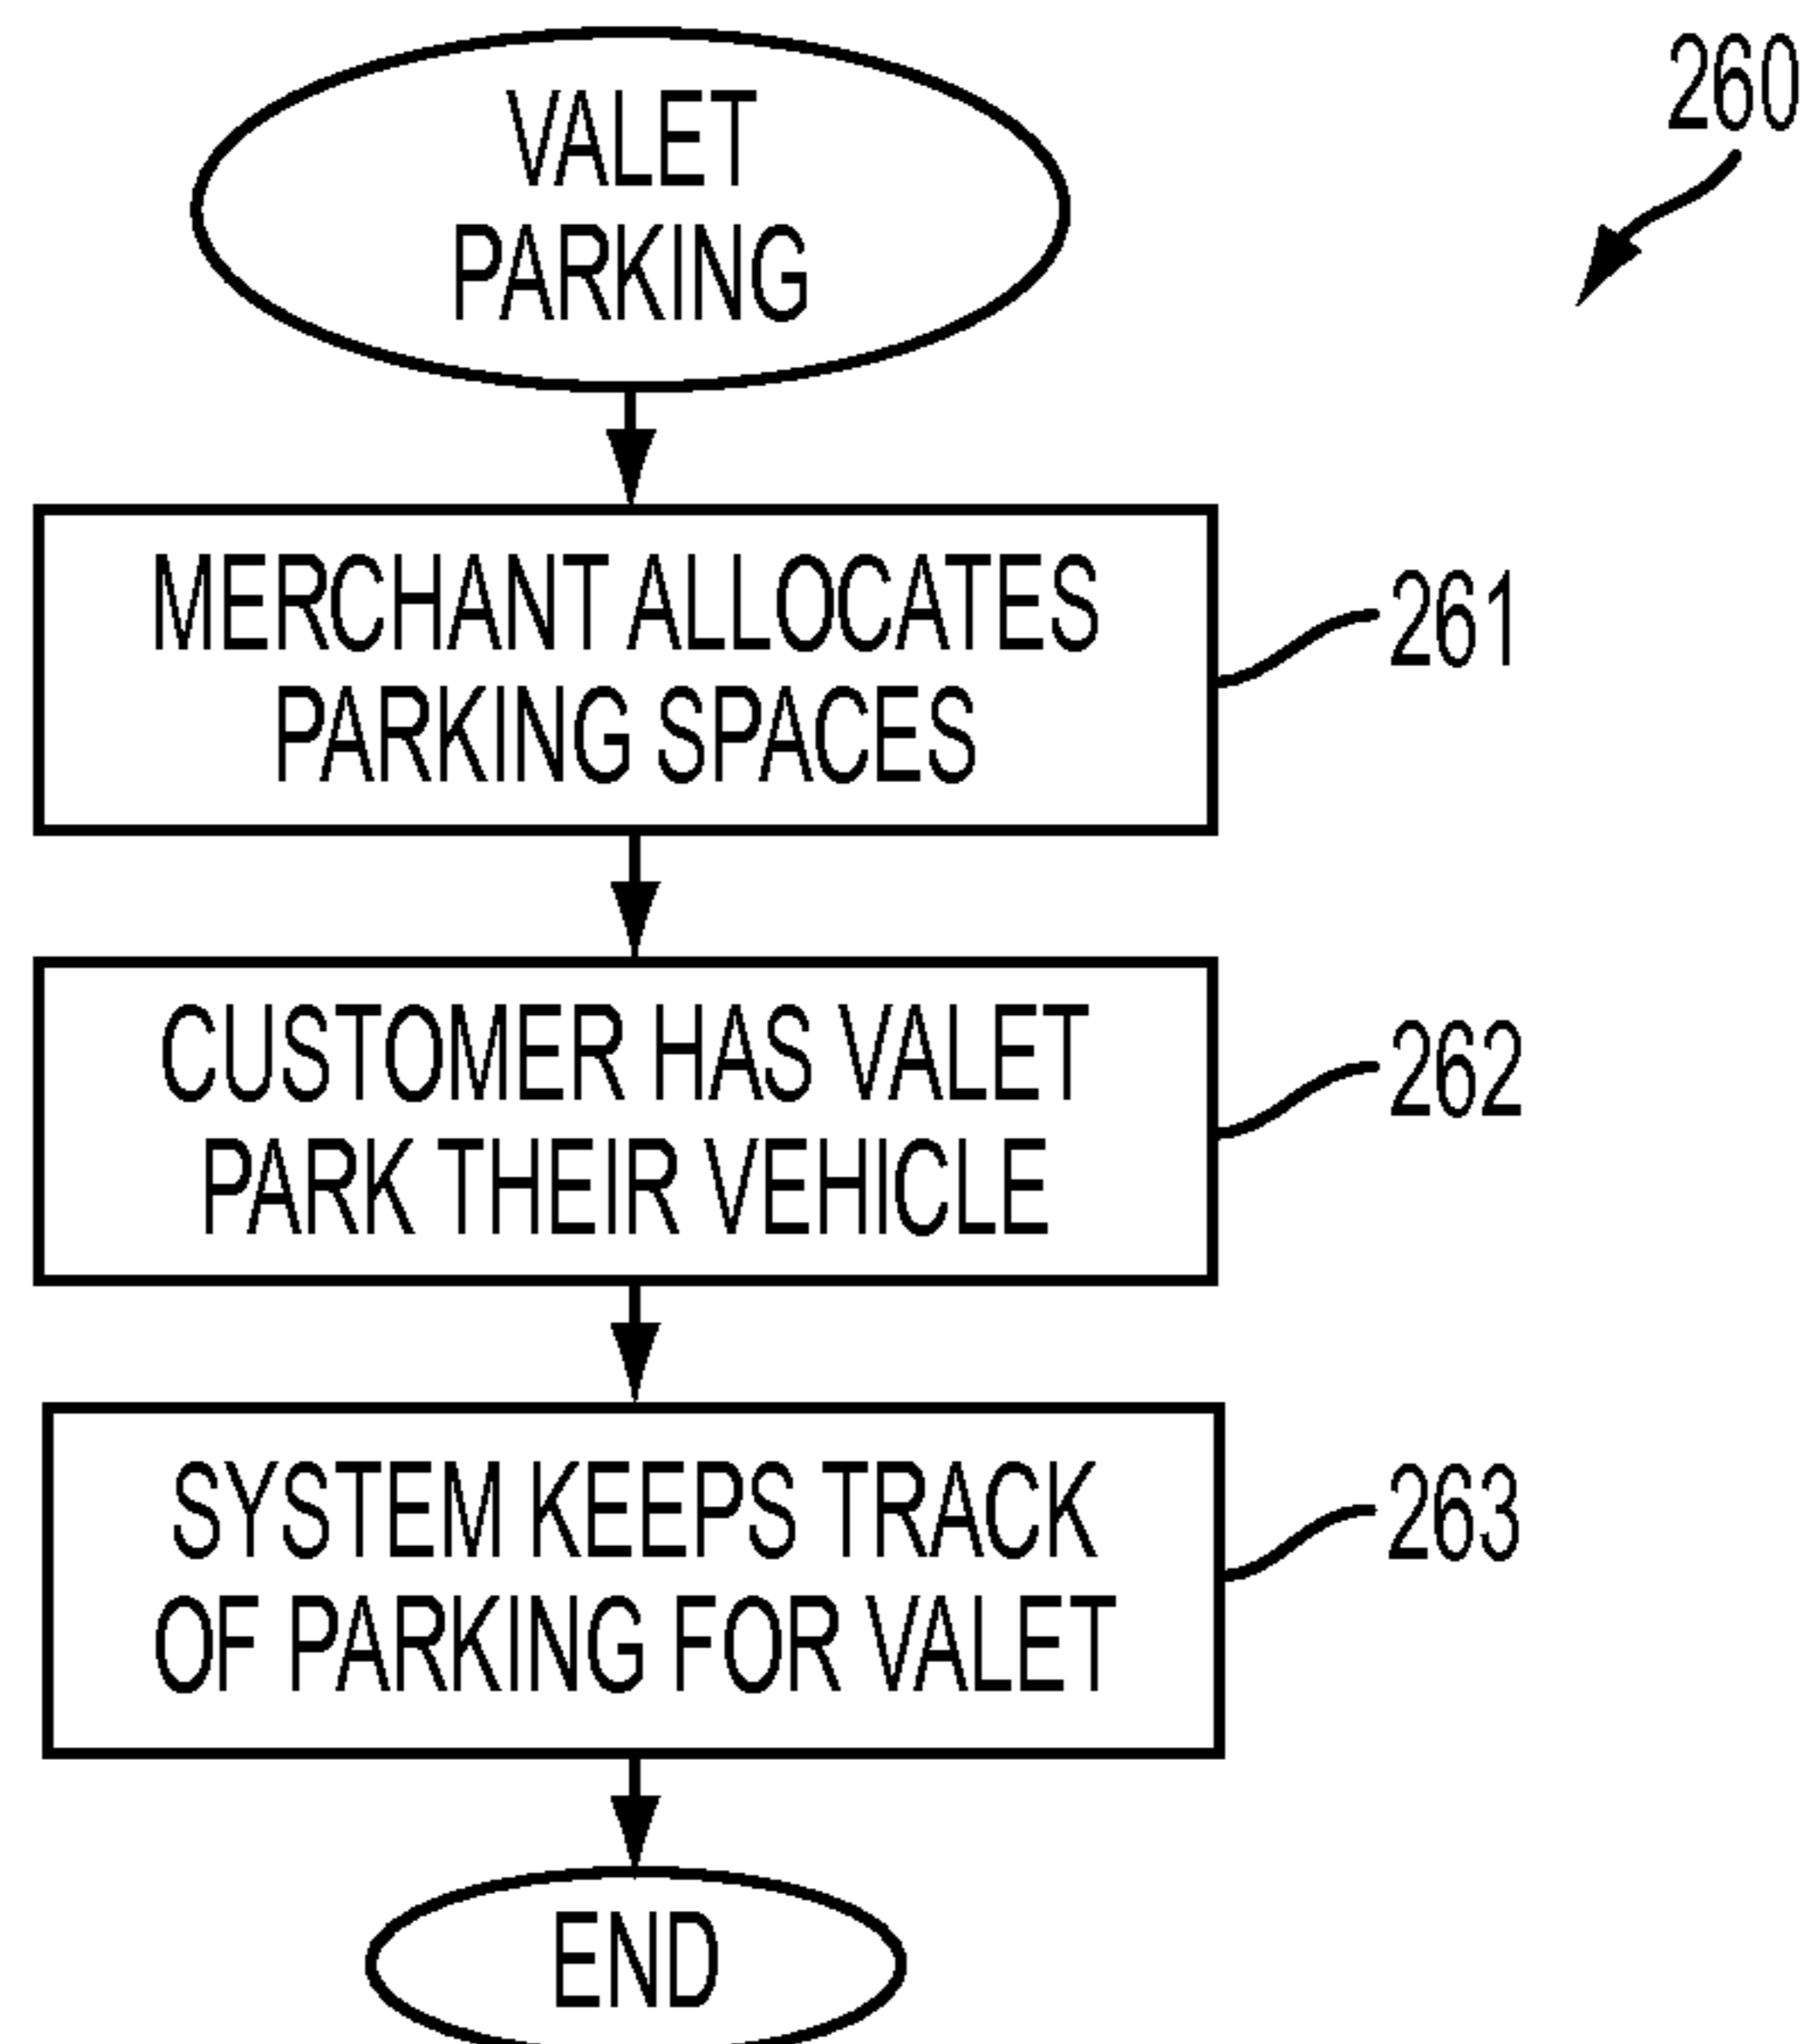 VALET
PARKING
260
MERCHANT ALLOCATES
PARKING SPACES
261
CUSTOMER HAS VALET
PARK THEIR VEHICLE
262
SYSTEM KEEPS TRACK
OF PARKING FOR VALET
263
END